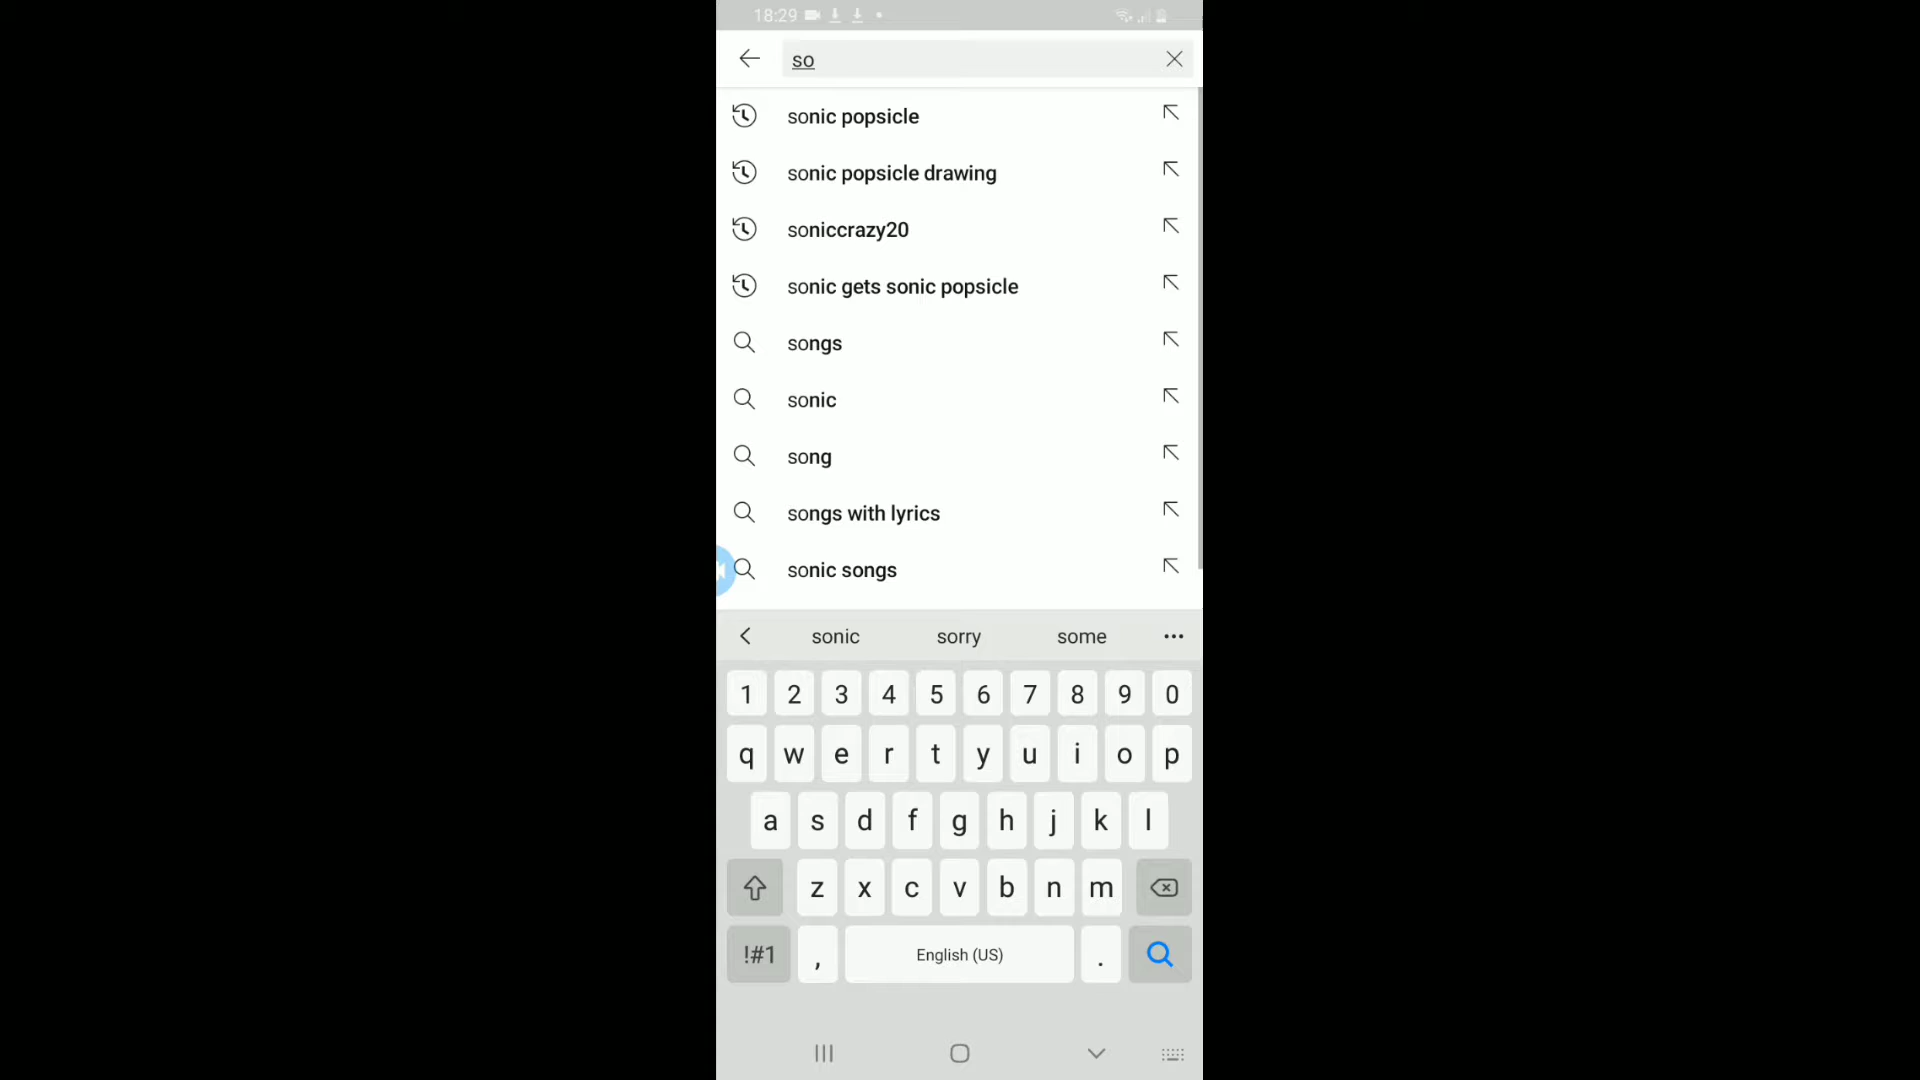 18:29
so
sonic popsicle
sonic popsicle drawing
soniccrazy20
sonic gets sonic popsicle
songs
sonic
song
songs with lyrics
sonic songs
sonic sorry some
1 2 3 4 5 6 7 8 9 0
q w e r t y u i o p
a s d f g h j k l
z x c v b n m
!#1 , English (US) .